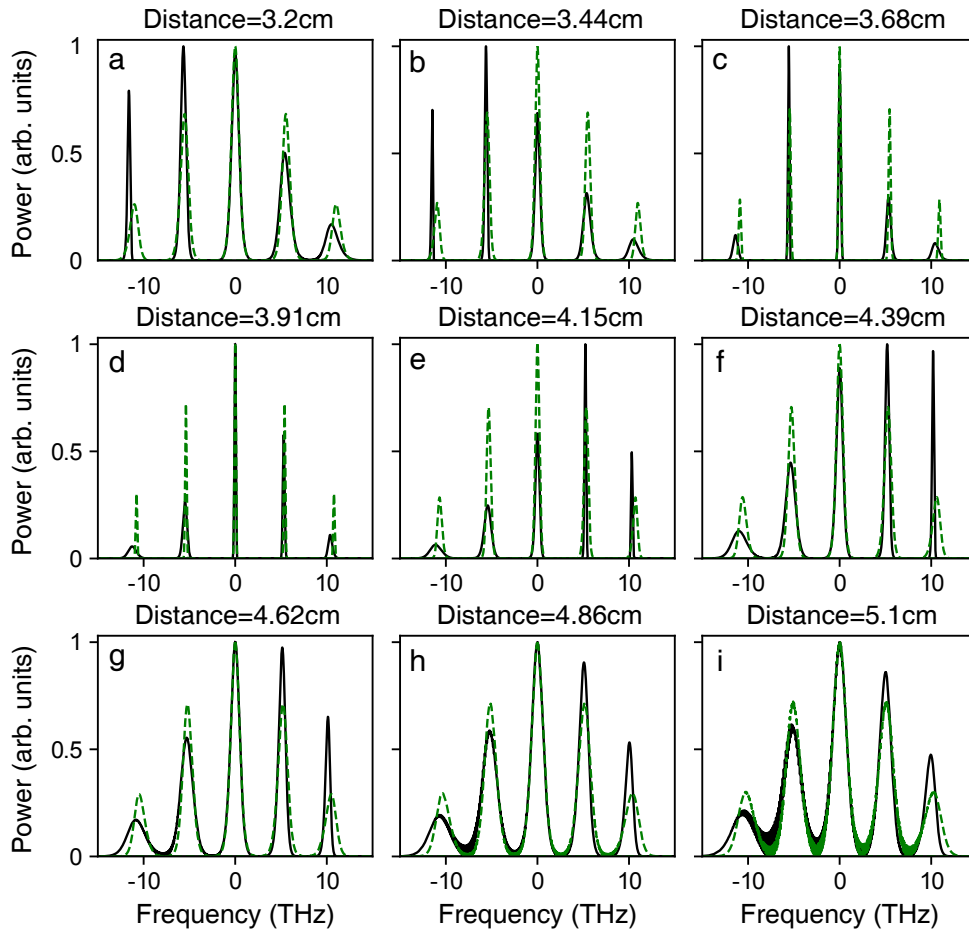 Distance=3.2cm
Distance=3.44cm
Distance=3.68cm
Power (arb. units)
1
0.5
0
a
b
c
-10 0 10
-10 0 10
-10 0 10
Distance=3.91cm
Distance=4.15cm
Distance=4.39cm
Power (arb. units)
1
0.5
0
d
e
f
-10 0 10
-10 0 10
-10 0 10
Distance=4.62cm
Distance=4.86cm
Distance=5.1cm
Power (arb. units)
1
0.5
0
g
h
i
-10 0 10
-10 0 10
-10 0 10
Frequency (THz)
Frequency (THz)
Frequency (THz)